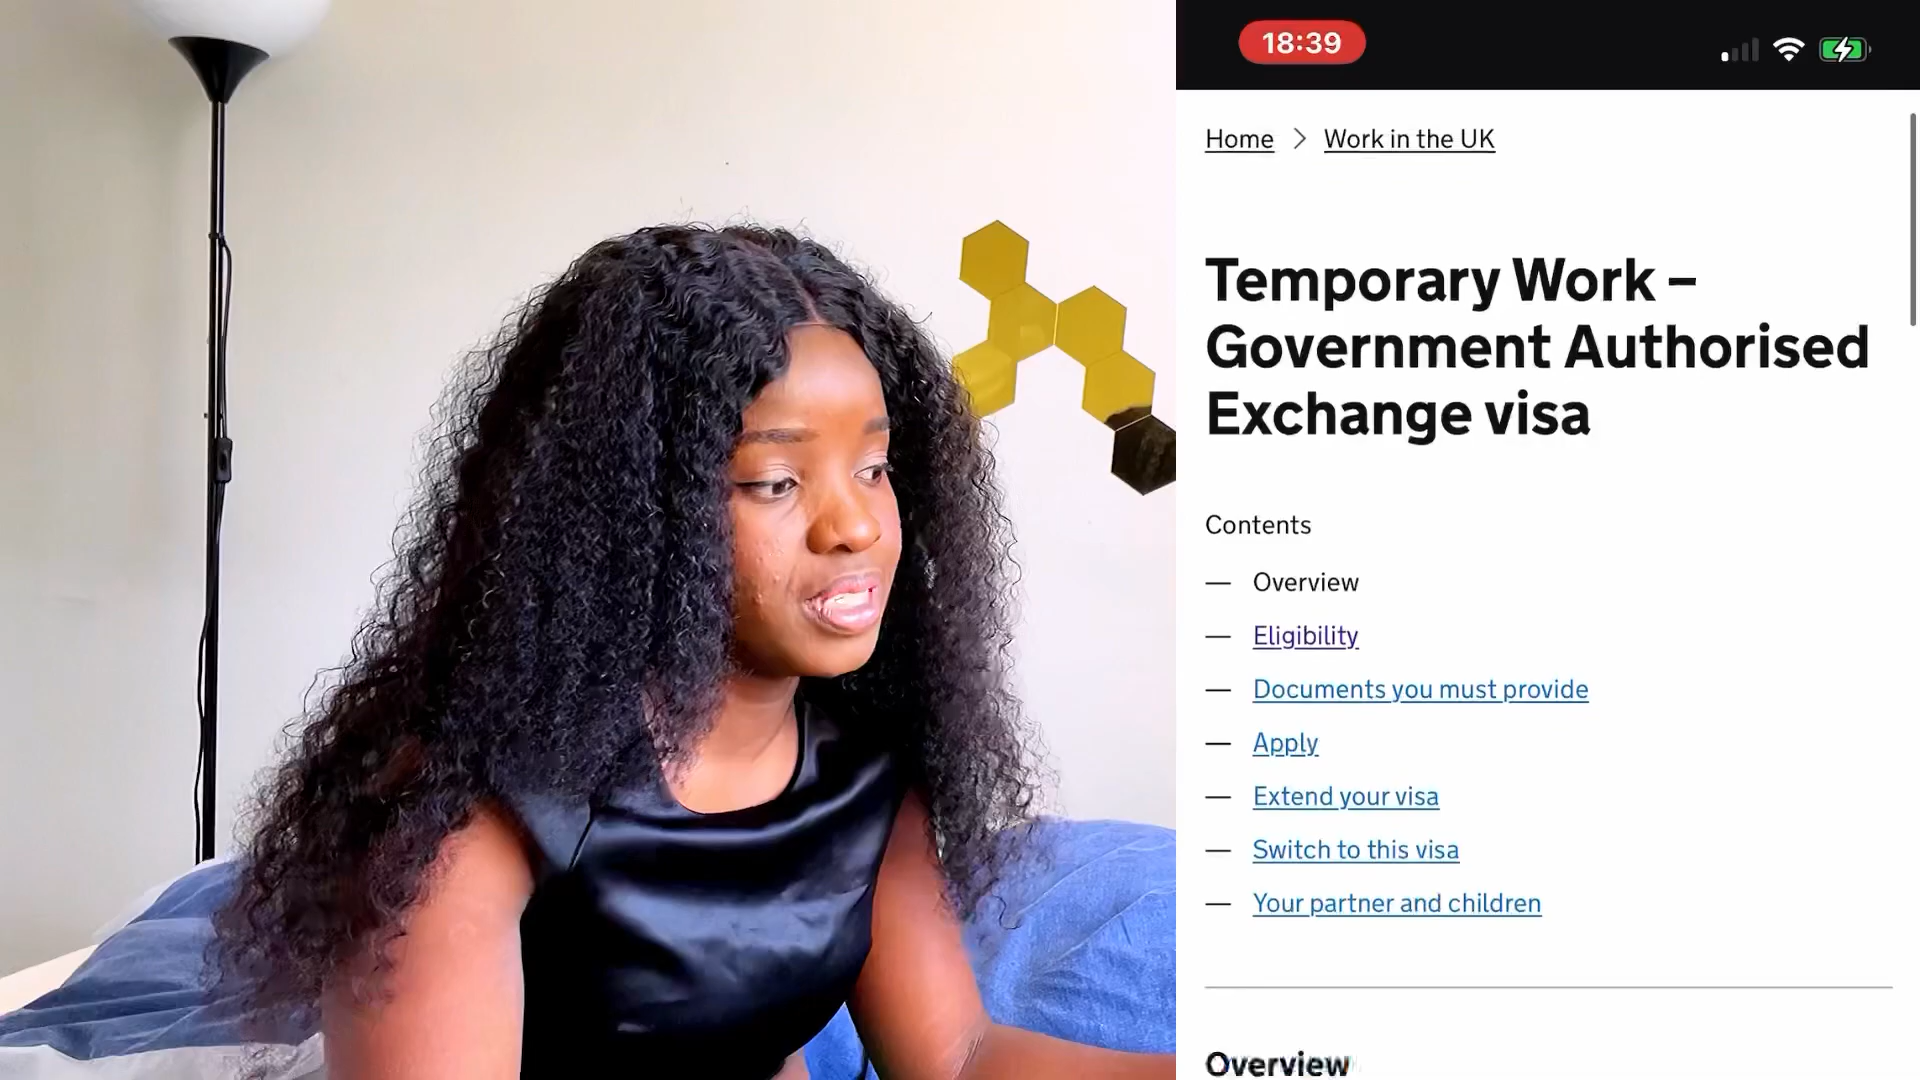 18:39
Home > Work in the UK
Temporary Work –
Government Authorised
Exchange visa
Contents
— Overview
— Eligibility
— Documents you must provide
— Apply
— Extend your visa
— Switch to this visa
— Your partner and children
Overview